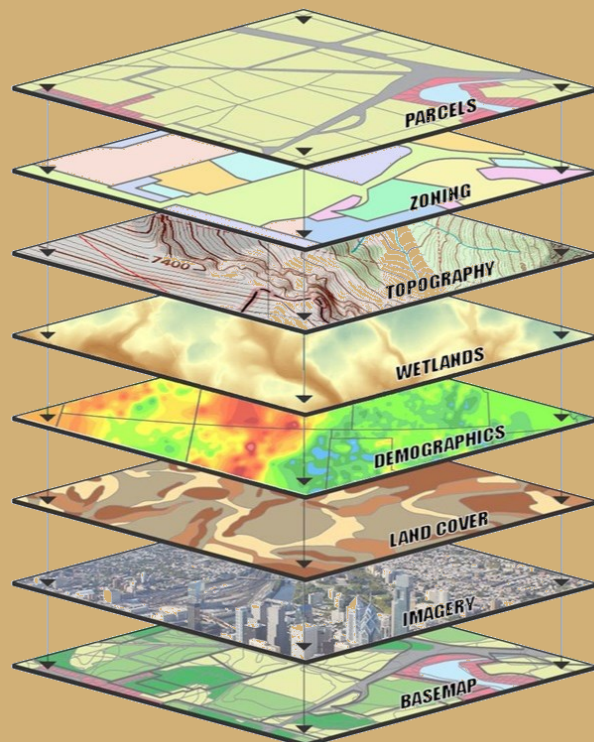 PARCELS
ZONING
7400
TOPOGRAPHY
WETLANDS
DEMOGRAPHICS
LAND COVER
IMAGERY
BASEMAP